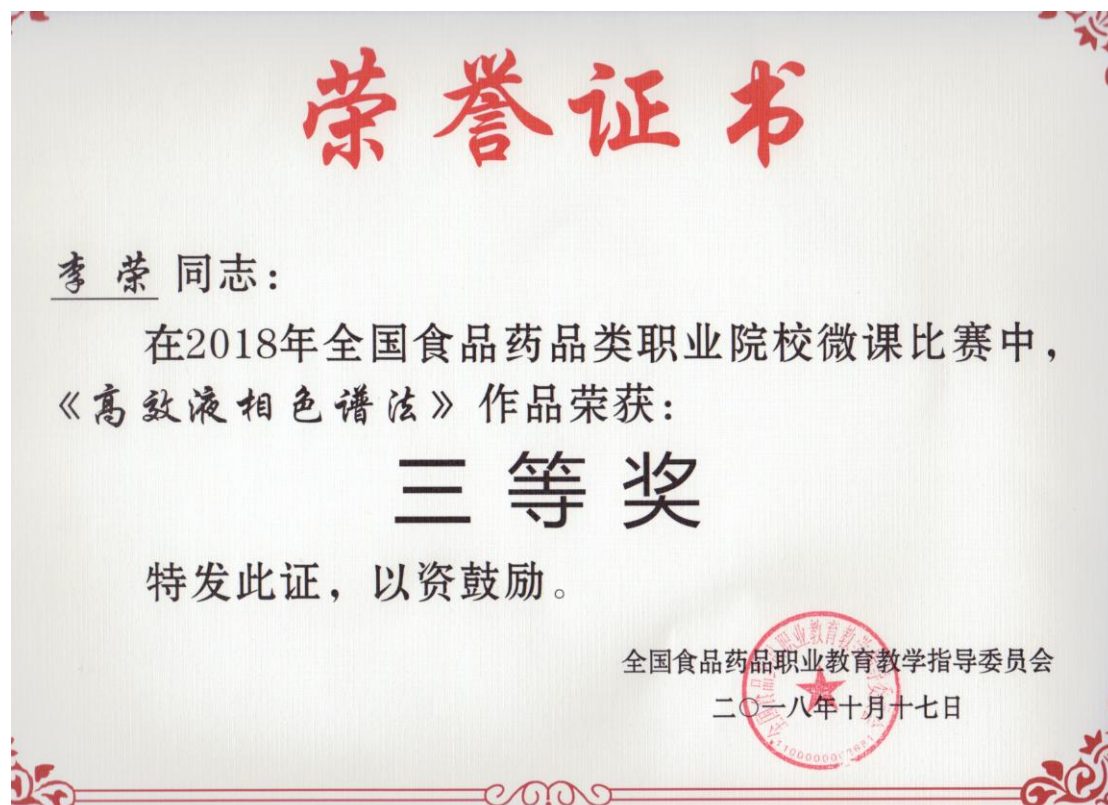 荣誉证书
李荣 同志：
在2018年全国食品药品类职业院校微课比赛中，
《高效液相色谱法》作品荣获：
三等奖
特发此证，以资鼓励。
全国食品药品职业教育教学指导委员会
二〇一八年十月十七日